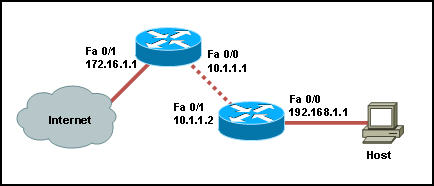 Fa 0/1
172.16.1.1
Fa 0/0
10.1.1.1
Internet
Fa 0/1
10.1.1.2
Fa 0/0
192.168.1.1
Host